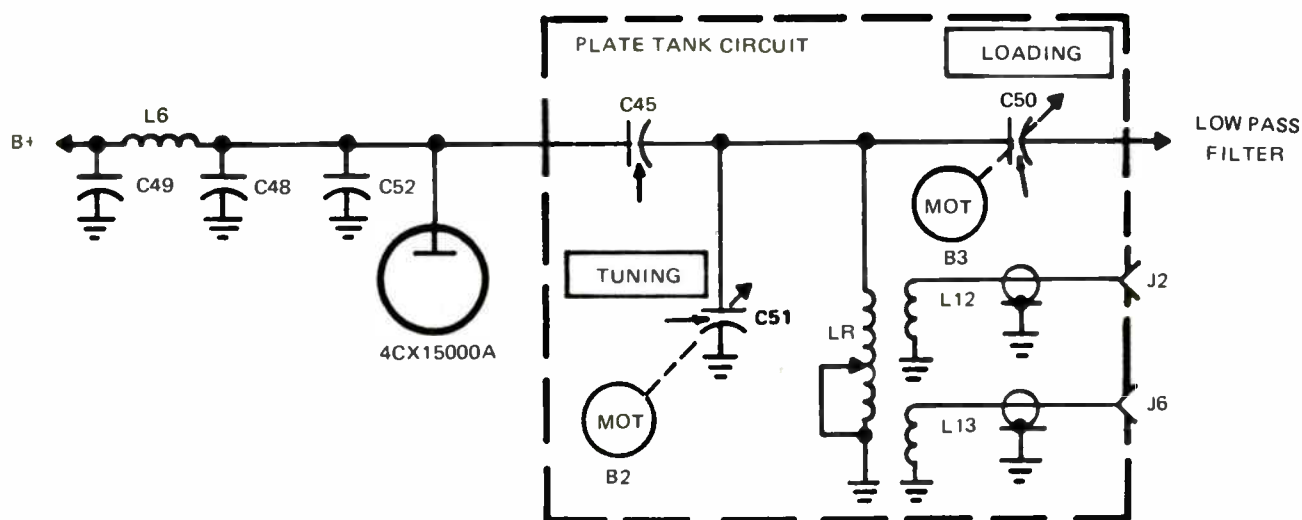 PLATE TANK CIRCUIT
LOADING
C45
C50
L6
B+
LOW PASS
FILTER
C49
C48
C52
MOT
B3
TUNING
J2
L12
C51
LR
4CX15000A
J6
MOT
L13
B2